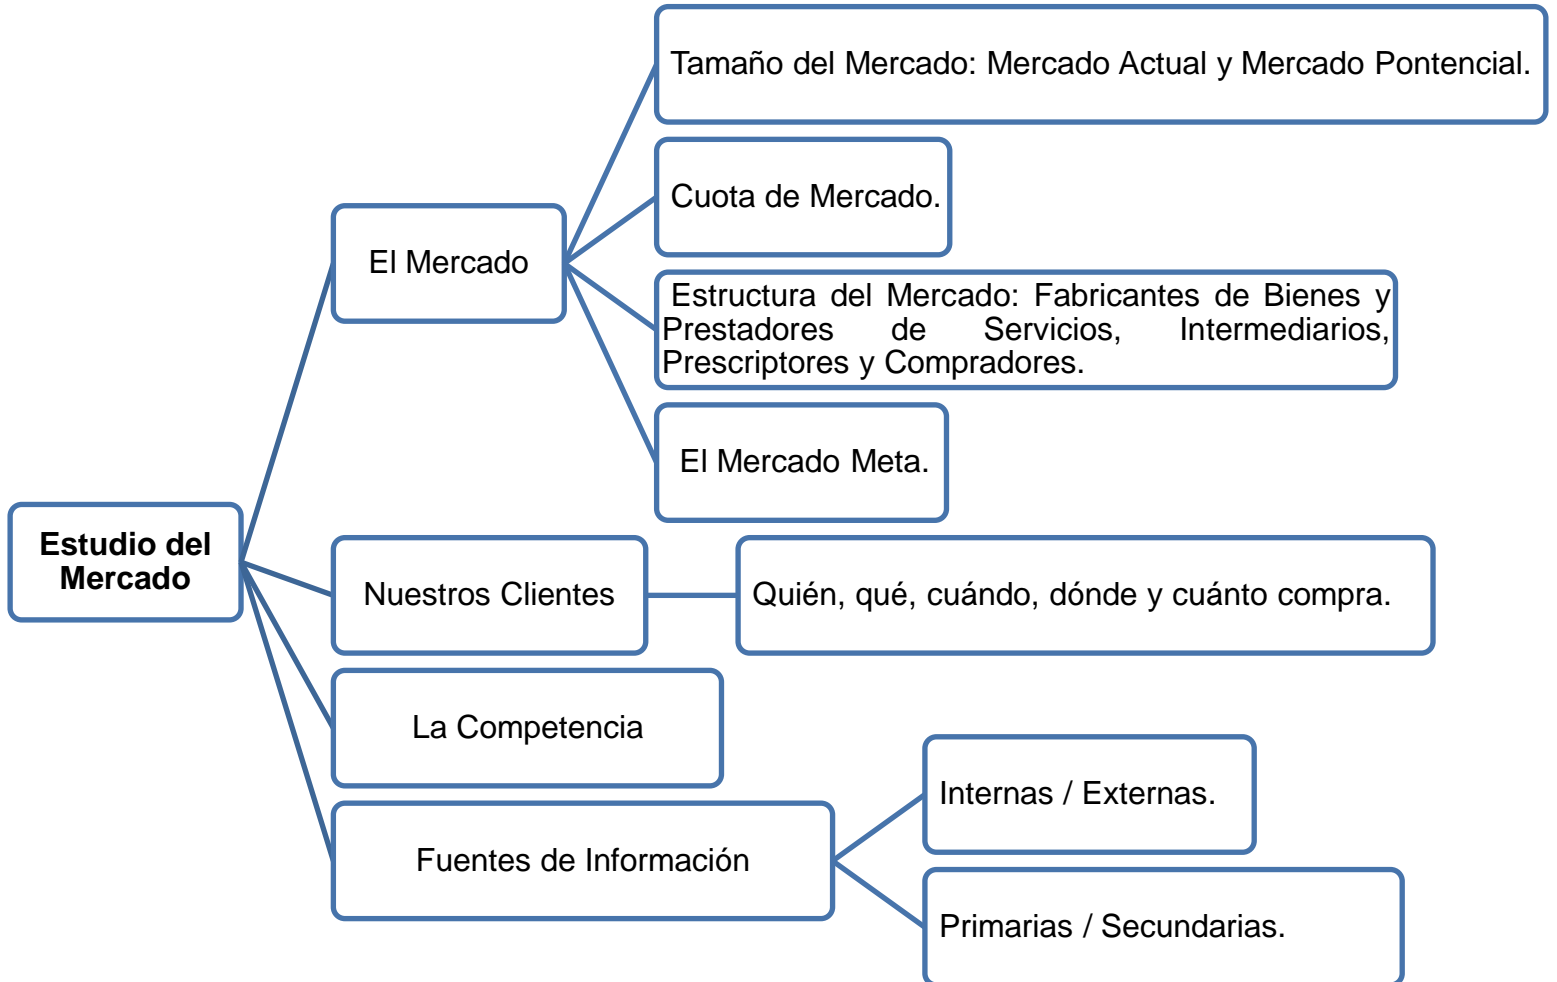 Tamaño del Mercado: Mercado Actual y Mercado Pontencial.
Cuota de Mercado.
El Mercado
Estructura del Mercado: Fabricantes de Bienes y
Prestadores de Servicios, Intermediarios,
Prescriptores y Compradores.
El Mercado Meta.
Estudio del
Mercado
Nuestros Clientes
Quién, qué, cuándo, dónde y cuánto compra.
La Competencia
Internas / Externas.
Fuentes de Información
Primarias / Secundarias.